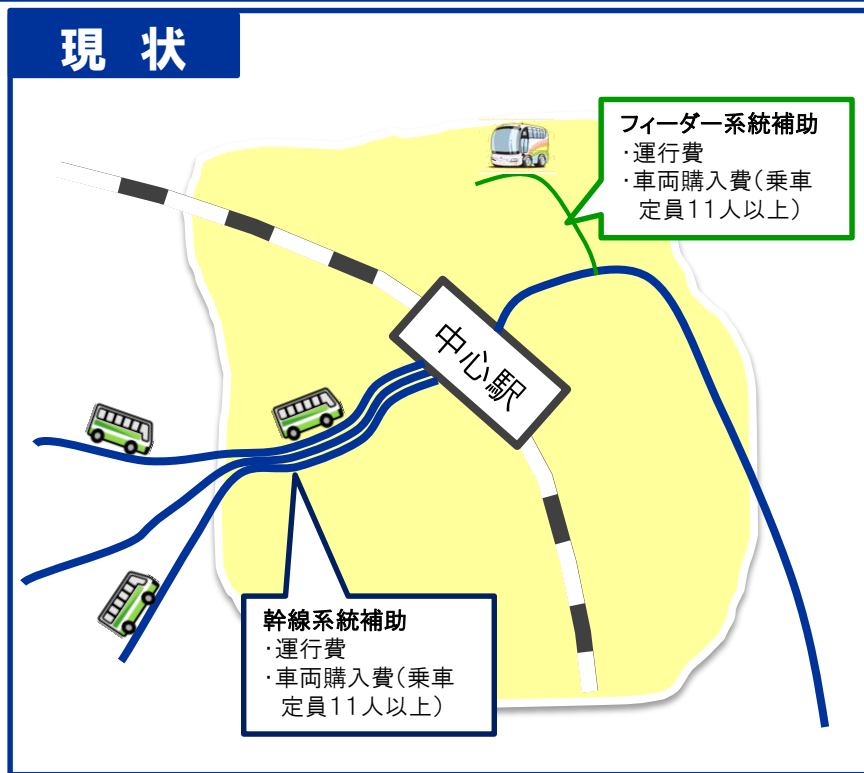 現 状
フィーダー系統補助
・運行費
・車両購入費(乗車
定員11人以上)
中心駅
幹線系統補助
・運行費
・車両購入費(乗車
定員11人以上)